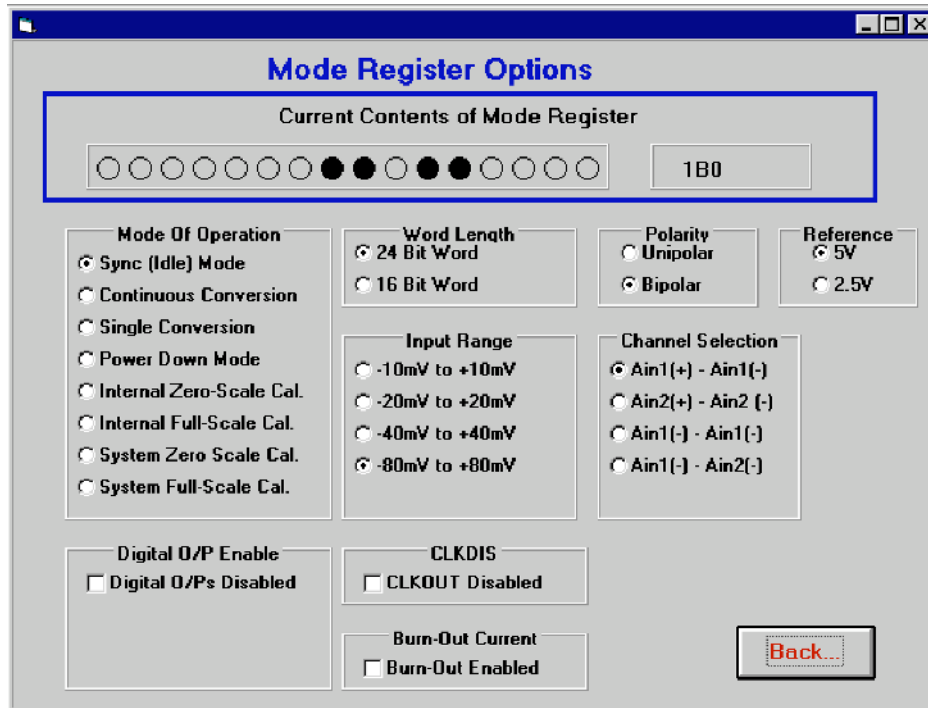 Mode Register Options
Current Contents of Mode Register
1B0
Mode Of Operation
Sync (Idle) Mode
Continuous Conversion
Single Conversion
Power Down Mode
Internal Zero-Scale Cal.
Internal Full-Scale Cal.
System Zero Scale Cal.
System Full-Scale Cal.
Word Length
24 Bit Word
16 Bit Word
Polarity
Unipolar
Bipolar
Reference
5V
2.5V
Input Range
-10mV to +10mV
-20mV to +20mV
-40mV to +40mV
-80mV to +80mV
Channel Selection
Ain1(+) - Ain1(-)
Ain2(+) - Ain2 (-)
Ain1(-) - Ain1(-)
Ain1(-) - Ain2(-)
Digital O/P Enable
Digital O/Ps Disabled
CLKDIS
CLKOUT Disabled
Burn-Out Current
Burn-Out Enabled
Back...